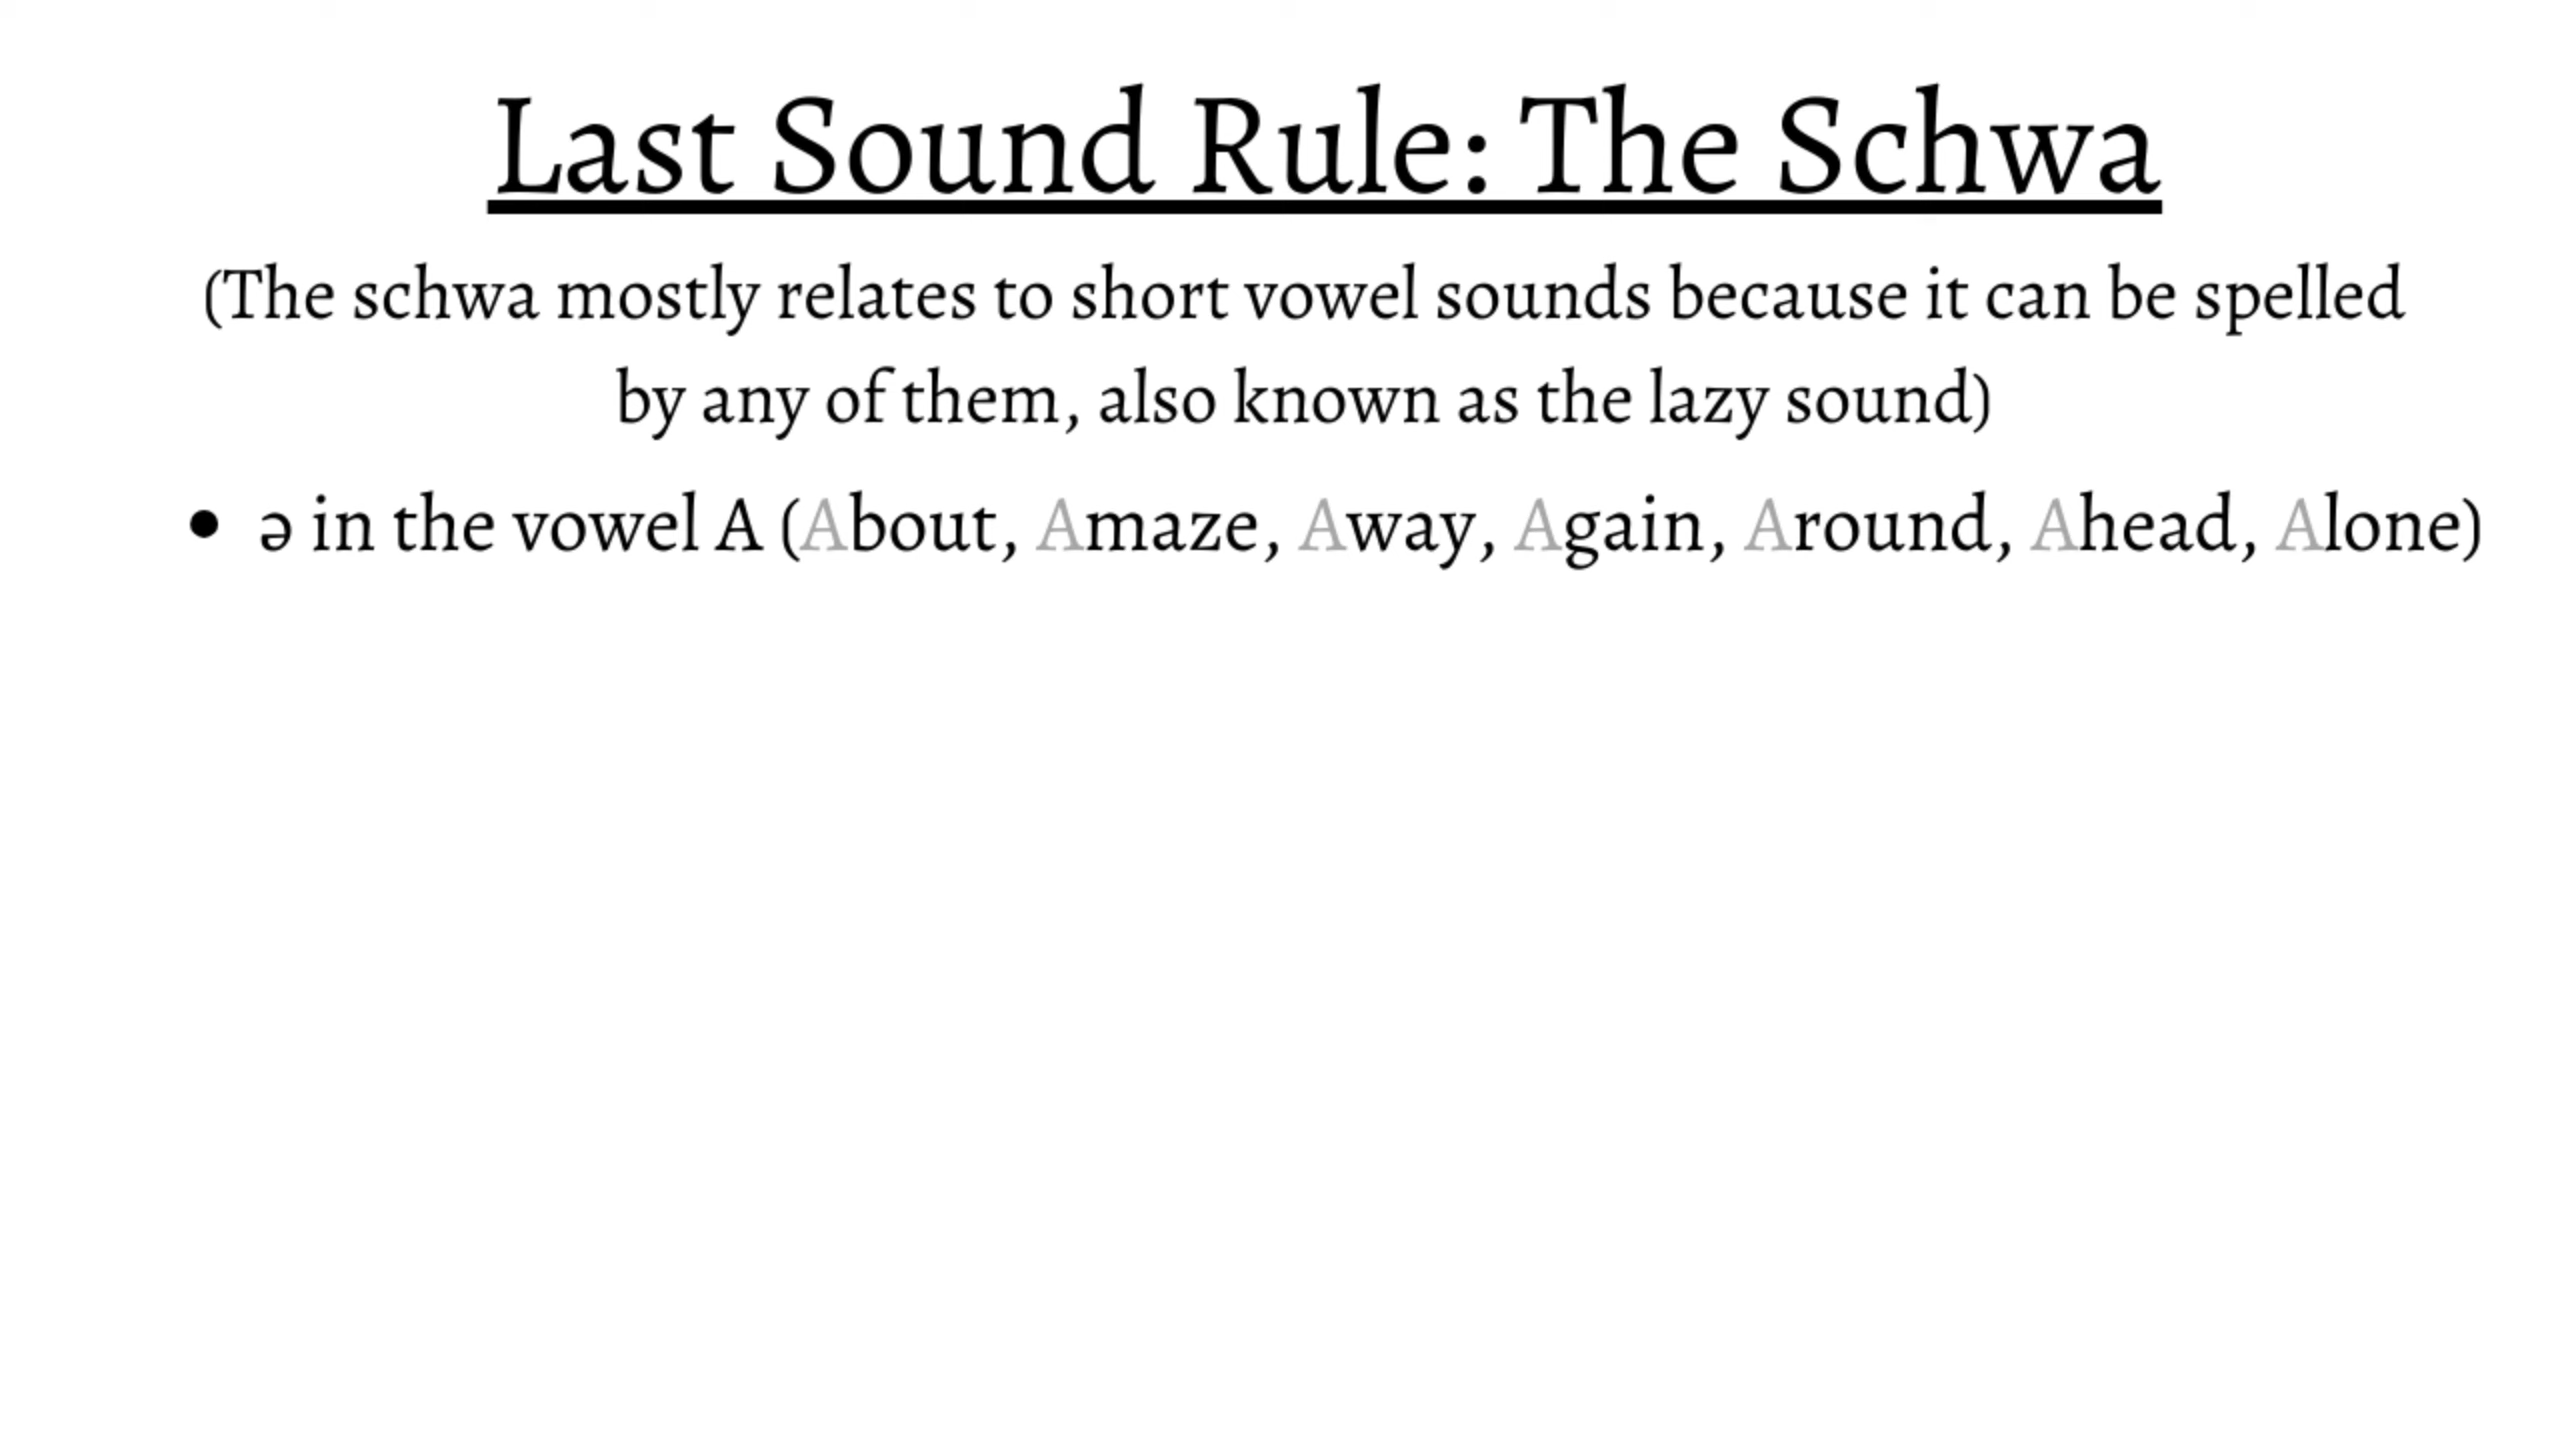 Last Sound Rule: The Schwa
(The schwa mostly relates to short vowel sounds because it can be spelled
by any of them, also known as the lazy sound)
• ə in the vowel A (About, Amaze, Away, Again, Around, Ahead, Alone)